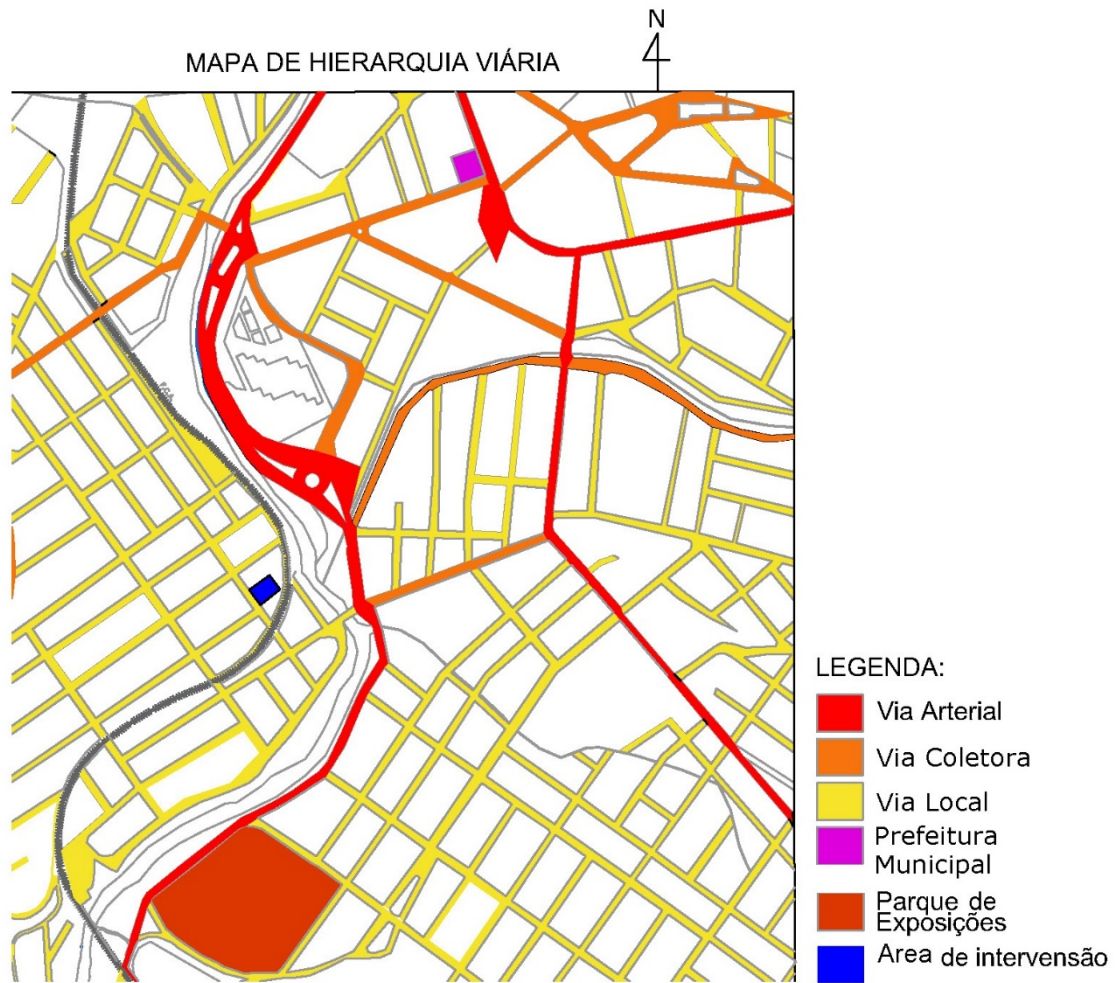 N
MAPA DE HIERARQUIA VIÁRIA
LEGENDA:
Via Arterial
Via Coletora
Via Local
Prefeitura
Municipal
Parque de
Exposições
Area de intervensão